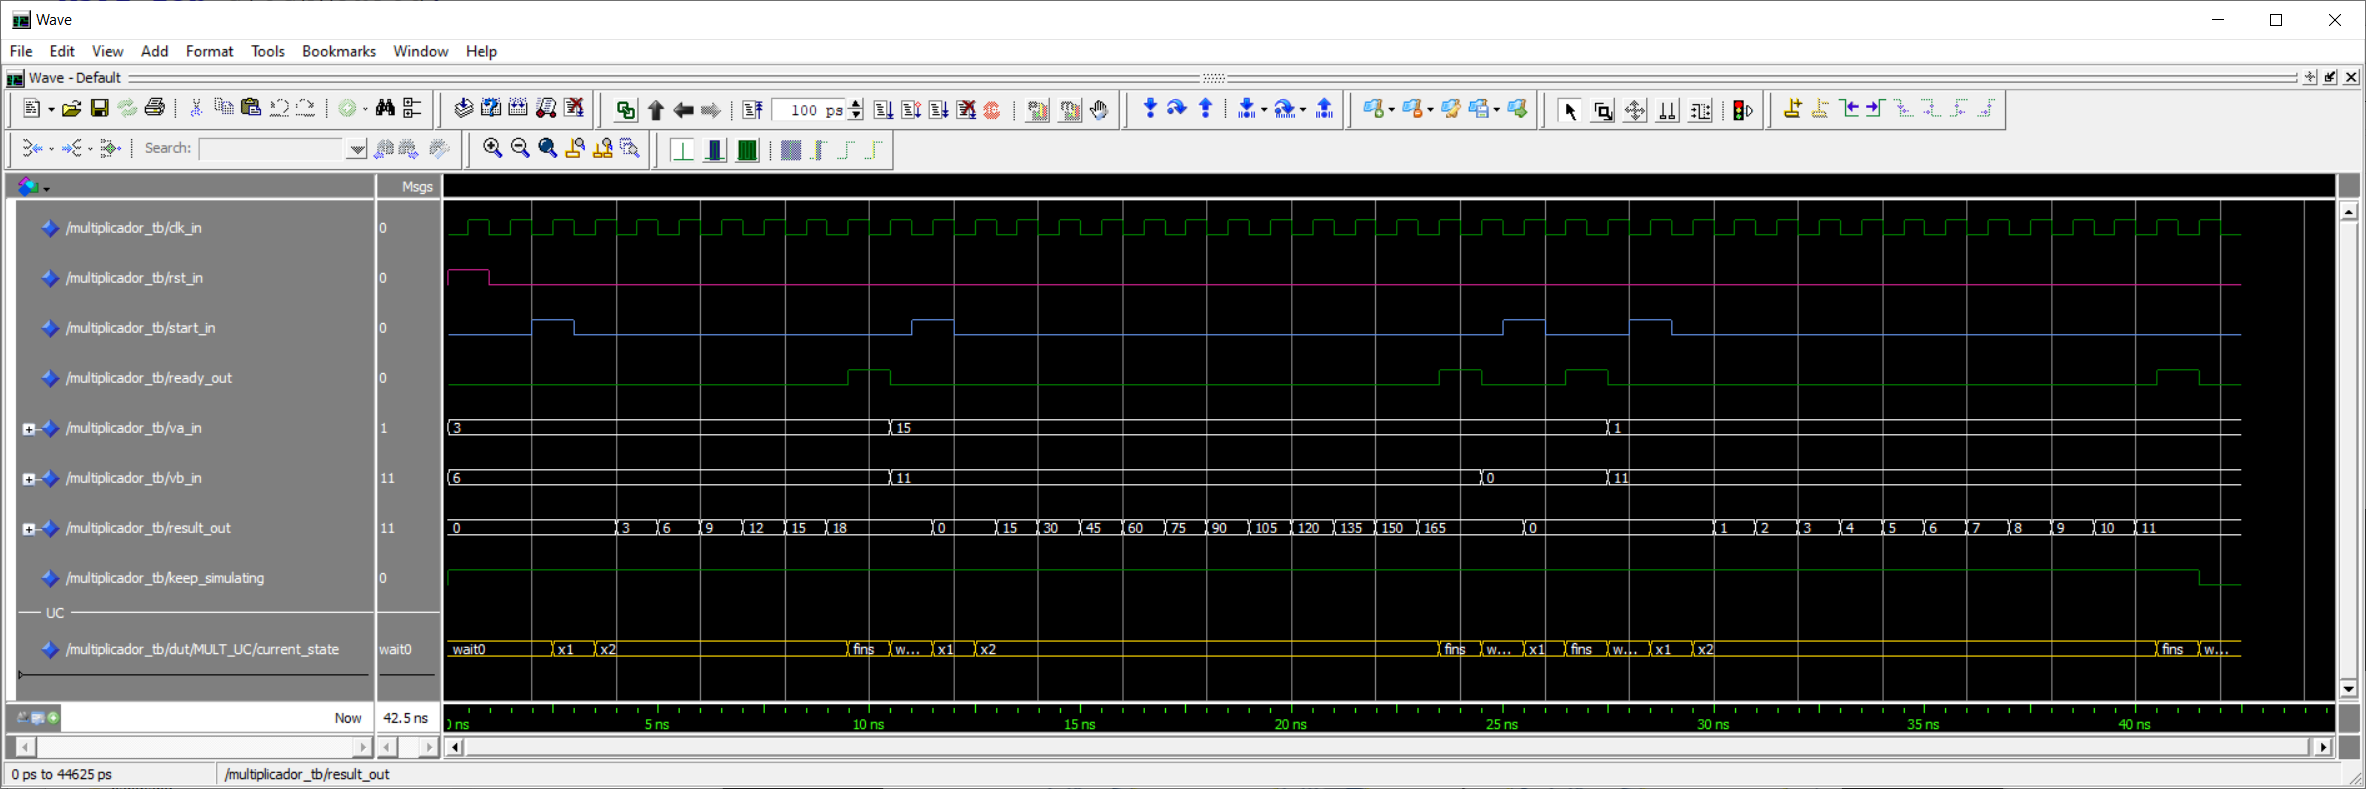 Wave
File Edit View Add Format Tools Bookmarks Window Help
Wave - Default
100 ps
Search:
Msgs
/multiplicador_tb/clk_in 0
/multiplicador_tb/rst_in 0
/multiplicador_tb/start_in 0
/multiplicador_tb/ready_out 0
/multiplicador_tb/va_in 1 3 15 1
/multiplicador_tb/vb_in 11 6 11 0 11
/multiplicador_tb/result_out 11 0 3 6 9 12 15 18 0 15 30 45 60 75 90 105 120 135 150 165 0 1 2 3 4 5 6 7 8 9 10 11
/multiplicador_tb/keep_simulating 0
UC
/multiplicador_tb/dut/MULT_UC/current_state wait0 wait0 x1 x2 fins w... x1 x2 fins w... x1 fins w... x1 x2 fins w...
Now 42.5 ns ns 5 ns 10 ns 15 ns 20 ns 25 ns 30 ns 35 ns 40 ns
0 ps to 44625 ps /multiplicador_tb/result_out